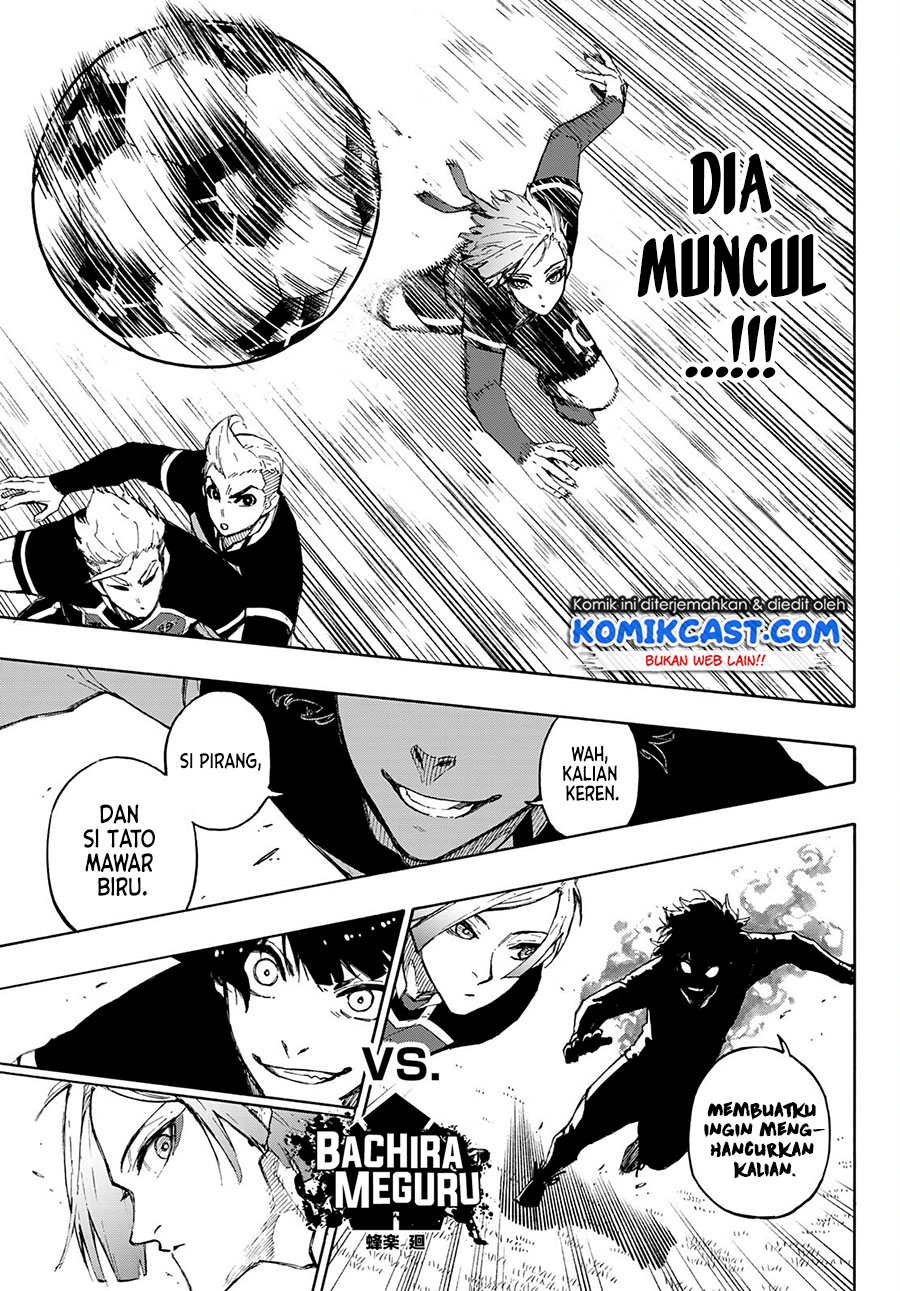 DIA
MUNCUL
...!!!
Komik ini diterjemahkan & diedit oleh
KOMIKCAST.COM
BUKAN WEB LAIN!!
WAH,
KALIAN
KEREN.
SI PIRANG,
DAN
SI TATO
MAWAR
BIRU.
MEMBUATKU
INGIN MENG-
HANCURKAN
KALIAN.
VS.
BACHIRA
MEGURU
蜂楽 廻